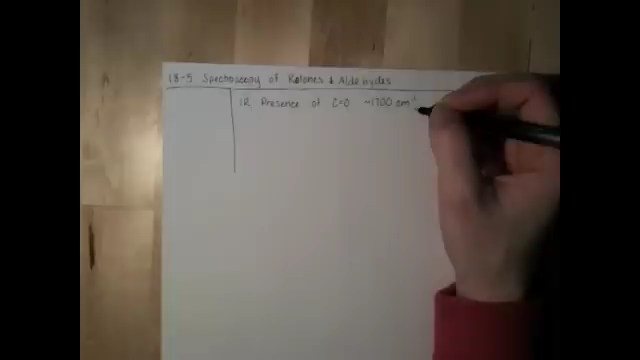 18-5 Spectroscopy of Ketones & Aldehydes
IR Presence of C=O ~1700 cm⁻¹